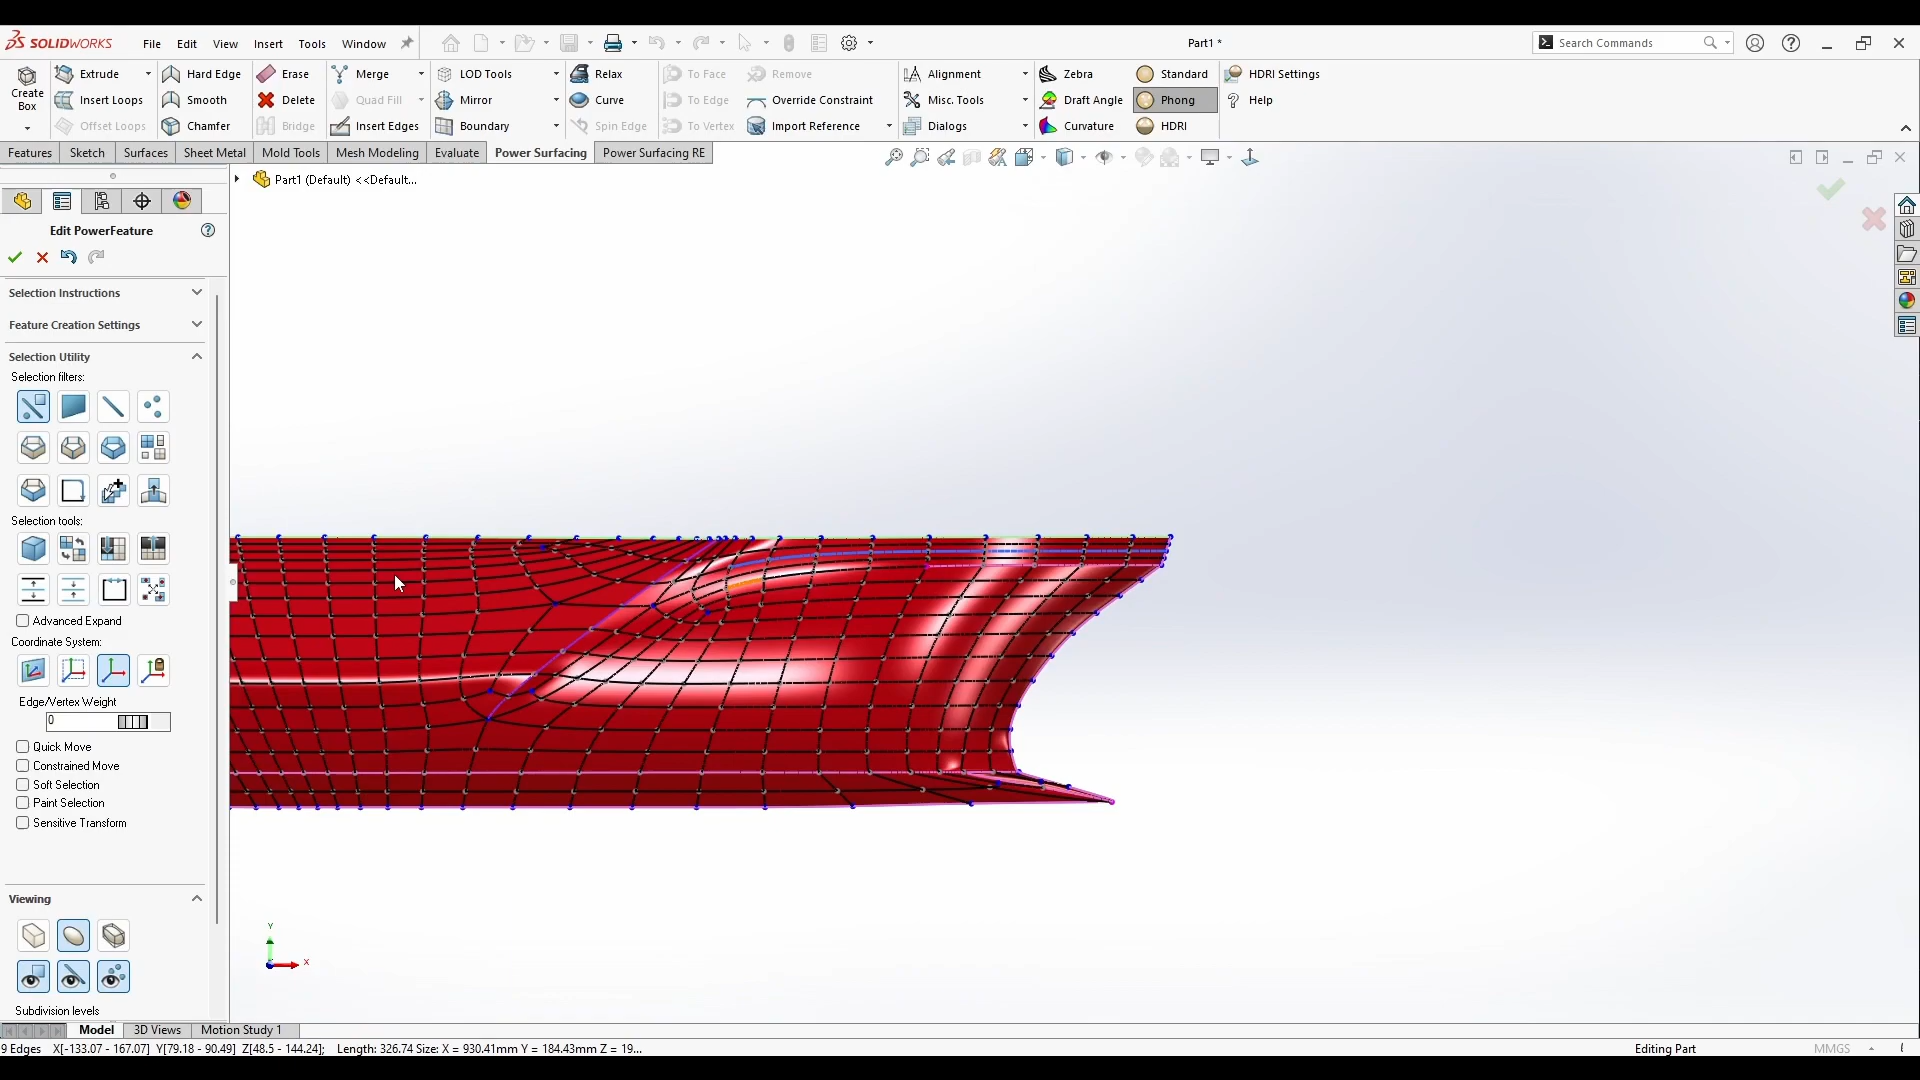 SOLIDWORKS File Edit View Insert Tools Window Part1 * Search Commands
Create Box
Extrude Hard Edge Erase Merge LOD Tools Relax To Face Remove Alignment Zebra Standard HDRI Settings
Insert Loops Smooth Delete Quad Fill Mirror Curve To Edge Override Constraint Misc. Tools Draft Angle Phong Help
Offset Loops Chamfer Bridge Insert Edges Boundary Spin Edge To Vertex Import Reference Dialogs Curvature HDRI
Features Sketch Surfaces Sheet Metal Mold Tools Mesh Modeling Evaluate Power Surfacing Power Surfacing RE
Part1 (Default) <<Default...
Edit PowerFeature
Selection Instructions
Feature Creation Settings
Selection Utility
Selection filters:
Selection tools:
Advanced Expand
Coordinate System:
Edge/Vertex Weight
0
Quick Move
Constrained Move
Soft Selection
Paint Selection
Sensitive Transform
Viewing
Y
X
Subdivision levels
Model 3D Views Motion Study 1
9 Edges X[-133.07 - 167.07] Y[79.18 - 90.49] Z[48.5 - 144.24]; Length: 326.74 Size: X = 930.41mm Y = 184.43mm Z = 19... Editing Part MMGS